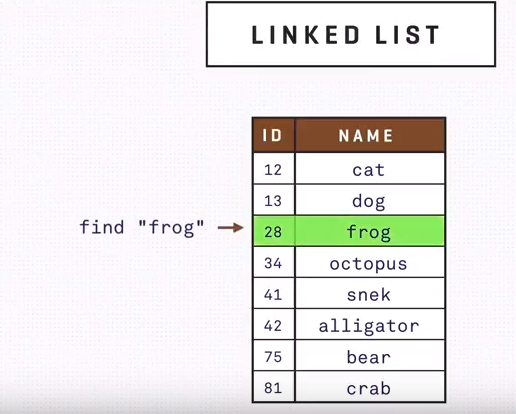 LINKED LIST
ID NAME
12 cat
13 dog
find "frog" → 28 frog
34 octopus
41 snek
42 alligator
75 bear
81 crab